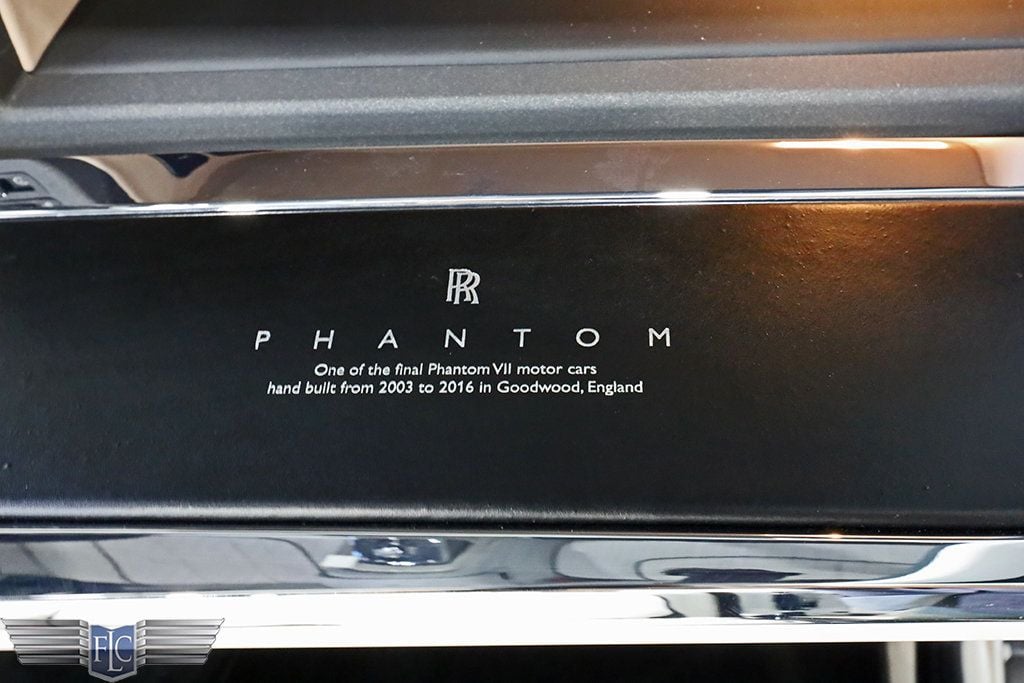 RR
PHANTOM
One of the final Phantom VII motor cars
hand built from 2003 to 2016 in Goodwood, England
FLC